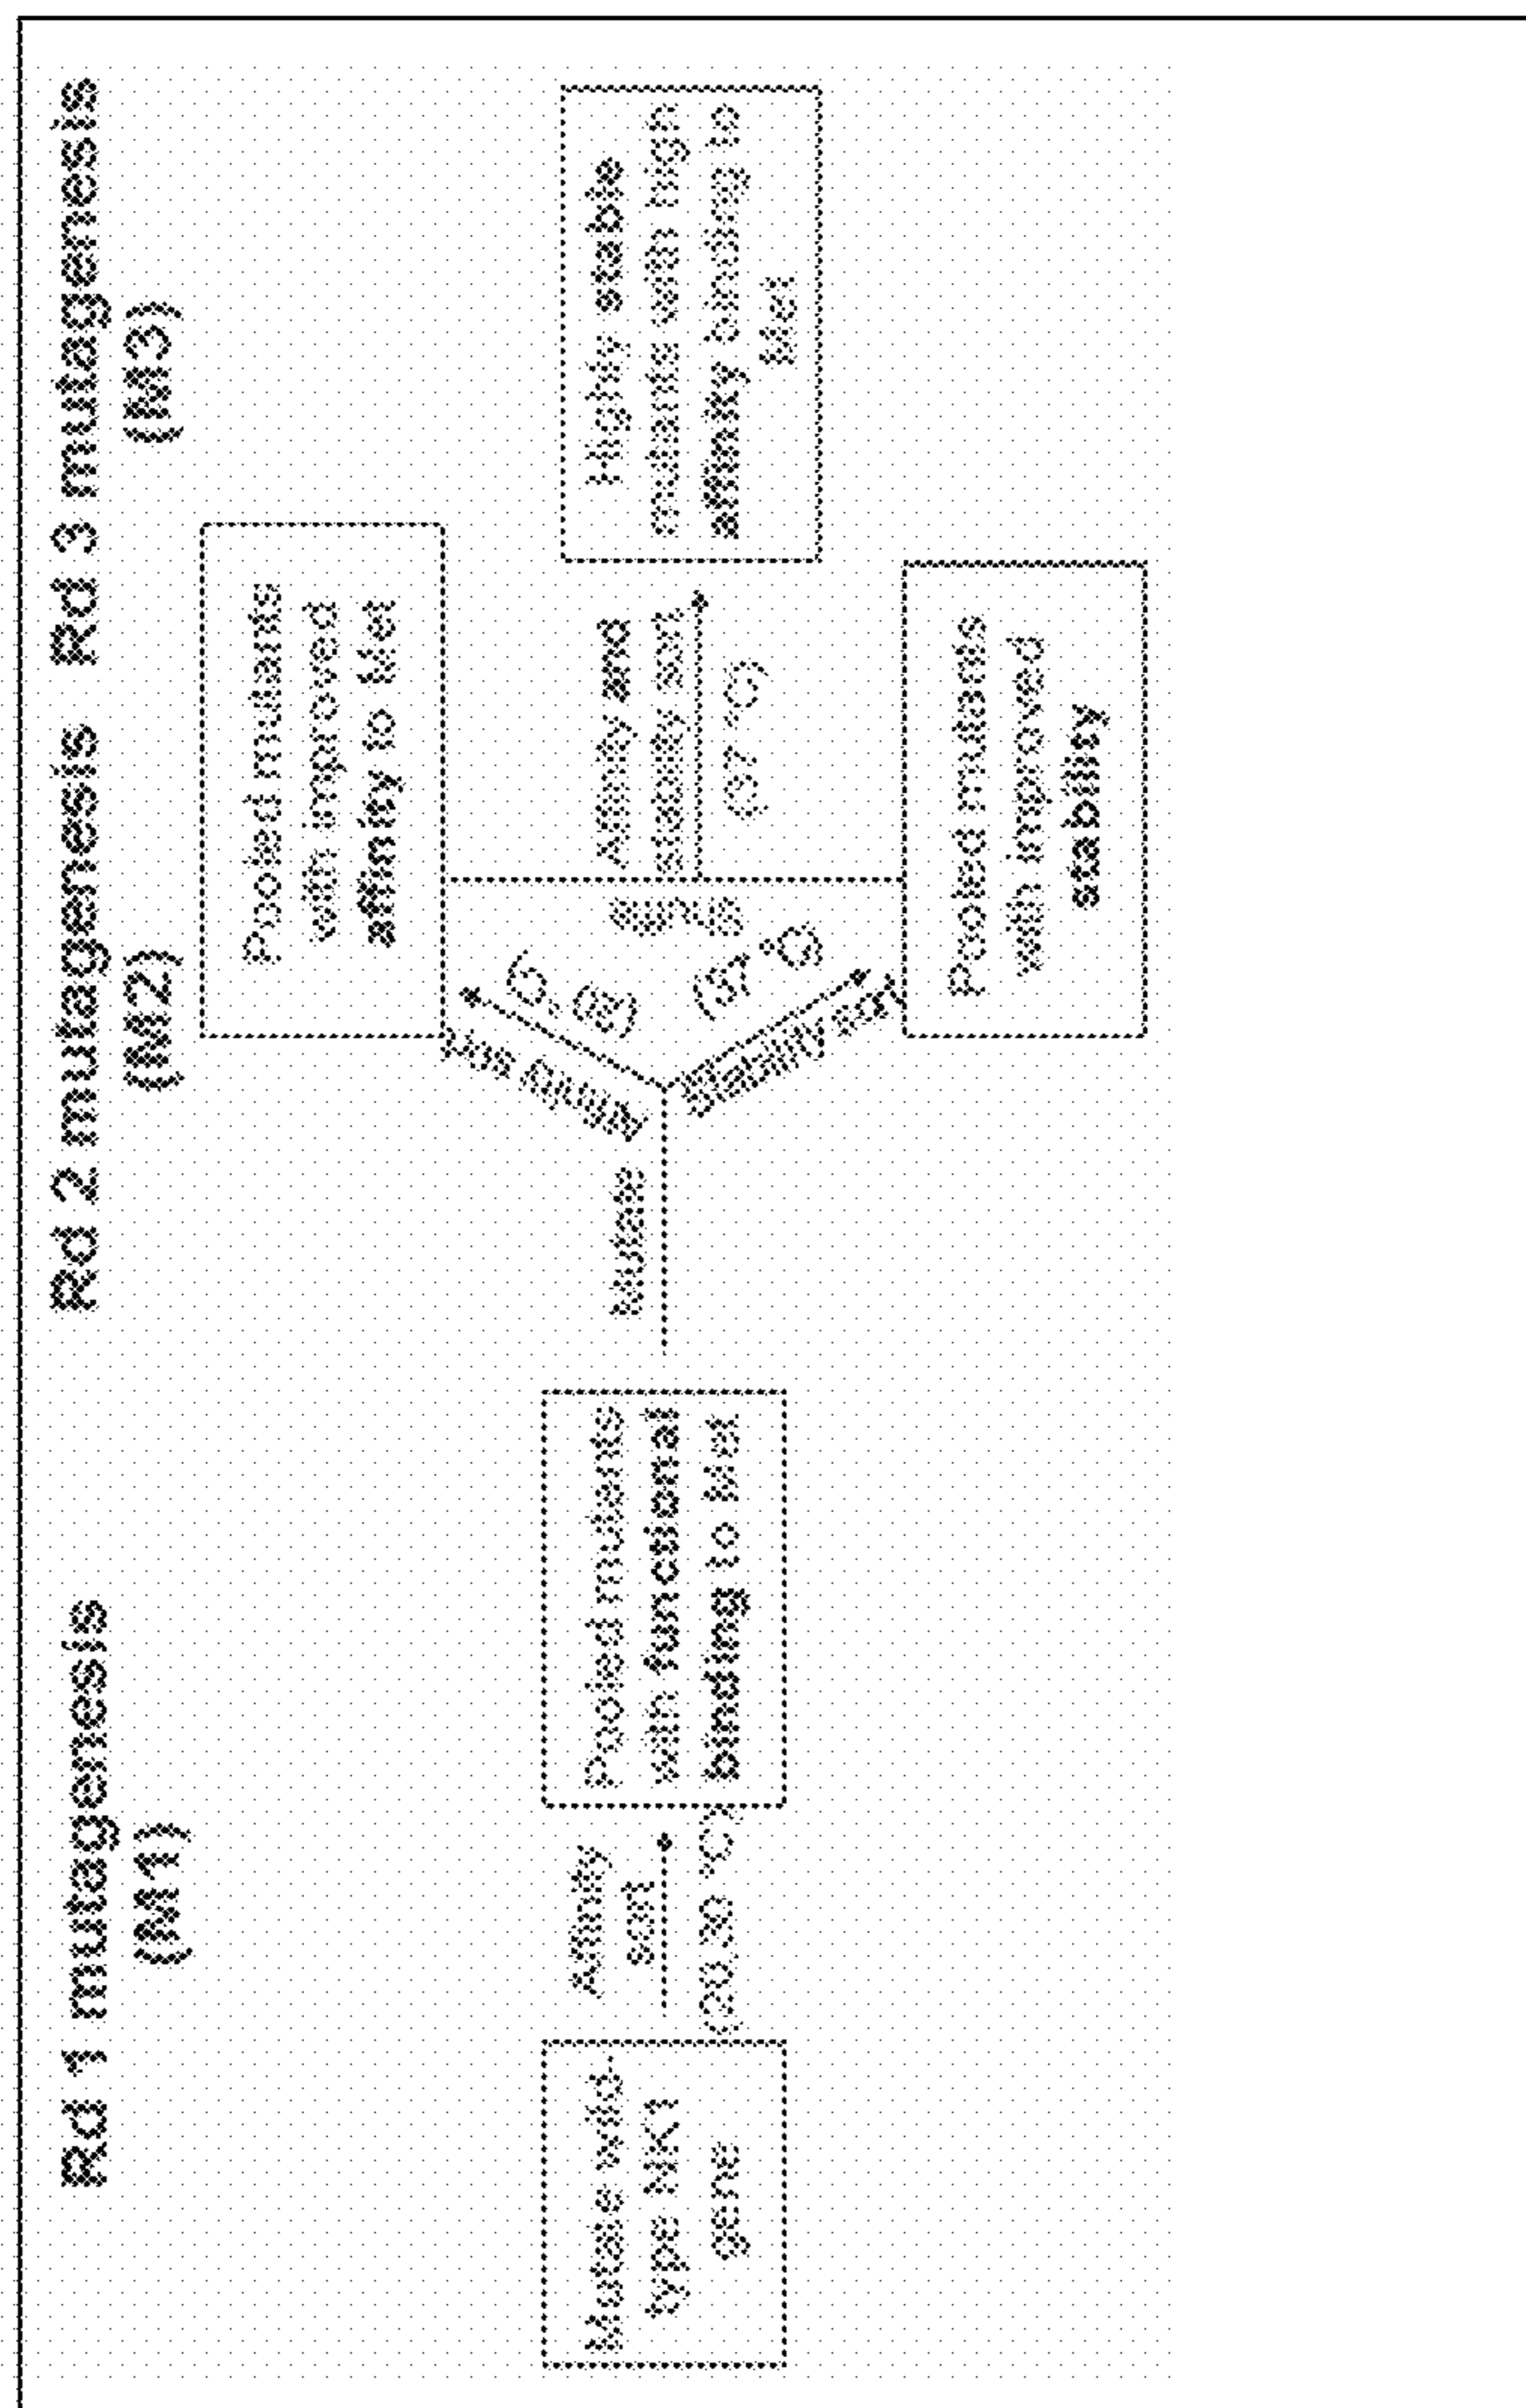 Rd 1 mutagenesis
(M1)
Rd 2 mutagenesis
(M2)
Rd 3 mutagenesis
(M3)
Mutate wild-
type NK1
gene
Affinity
sort
Pooled mutants
with functional
binding to Met
Mutate
Affinity sort
Stability sort
(37 °C)
Pooled mutants
with improved
affinity to Met
Pooled mutants
with improved
stability
Shuffle
Affinity and
stability sort
(37 °C)
Highly stable
mutants with high
affinity binding to
Met